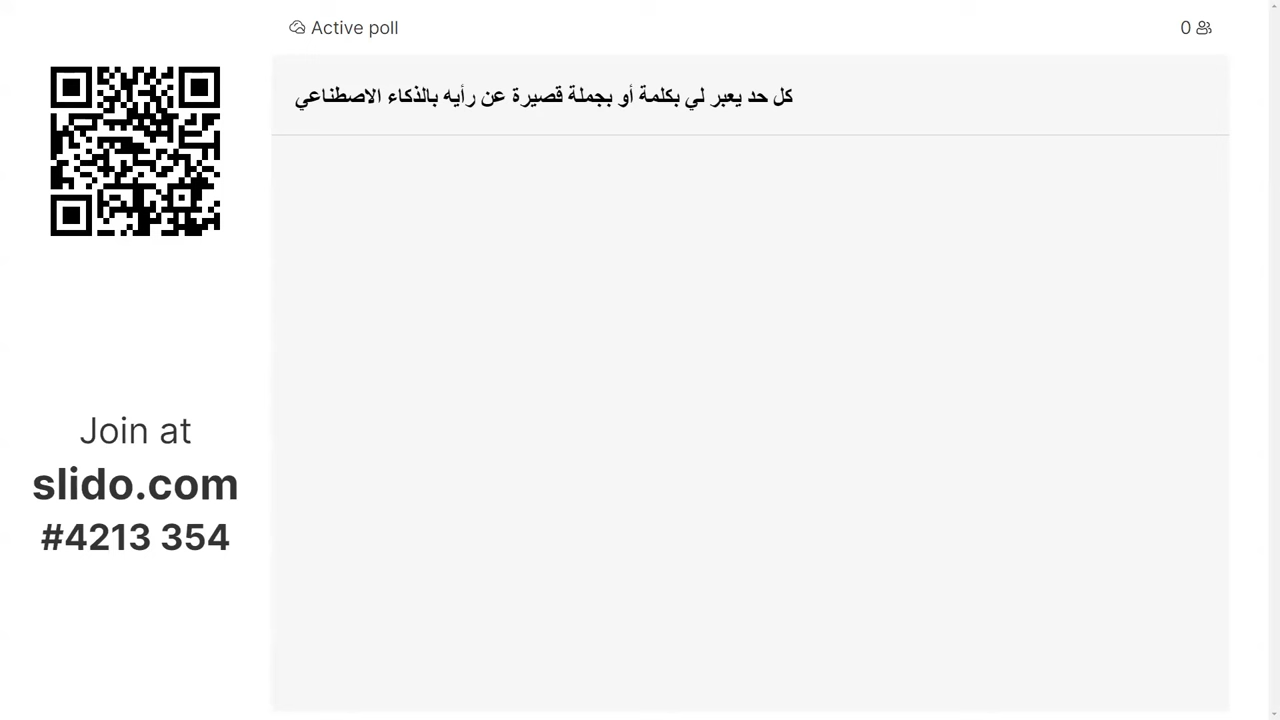 Active poll
0
كل حد يعبر لي بكلمة أو بجملة قصيرة عن رأيه بالذكاء الاصطناعي
Join at
slido.com
#4213 354